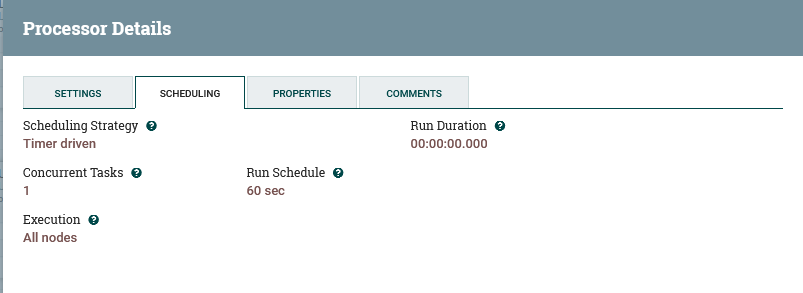 Processor Details
SETTINGS SCHEDULING PROPERTIES COMMENTS
Scheduling Strategy Run Duration
Timer driven 00:00:00.000
Concurrent Tasks Run Schedule
1 60 sec
Execution
All nodes